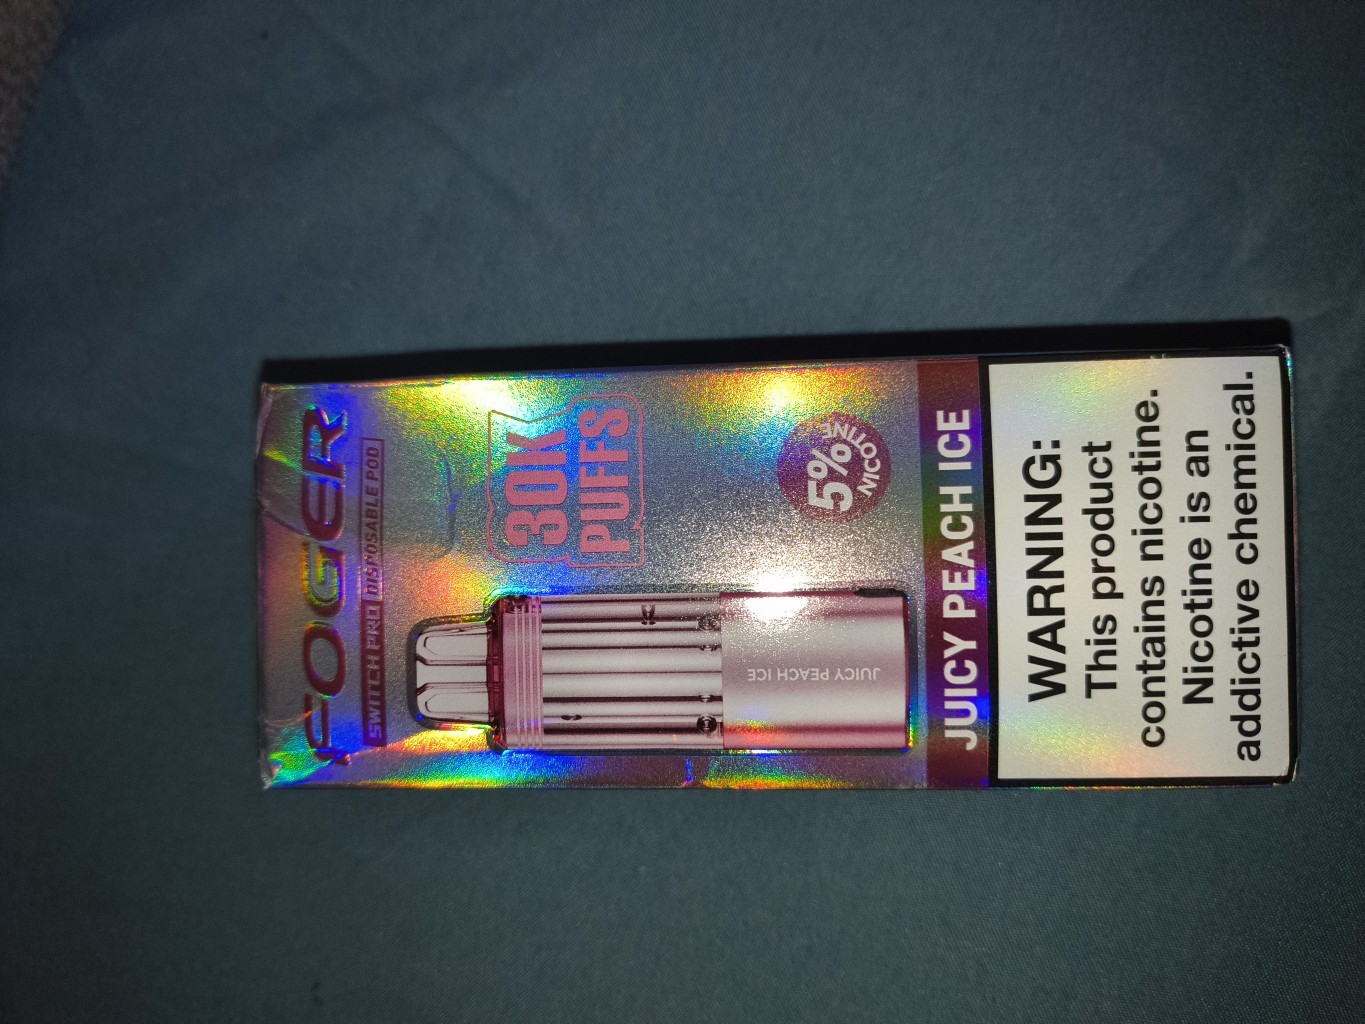 FOGER
SWITCH PRO DISPOSABLE POD
30K
PUFFS
5%
NICOTINE
JUICY PEACH ICE
JUICY PEACH ICE
WARNING:
This product
contains nicotine.
Nicotine is an
addictive chemical.